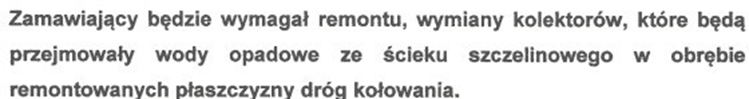 Zamawiający będzie wymagał remontu, wymiany kolektorów, które będą
przejmowały wody opadowe ze ścieku szczelinowego w obrębie
remontowanych płaszczyzny dróg kołowania.